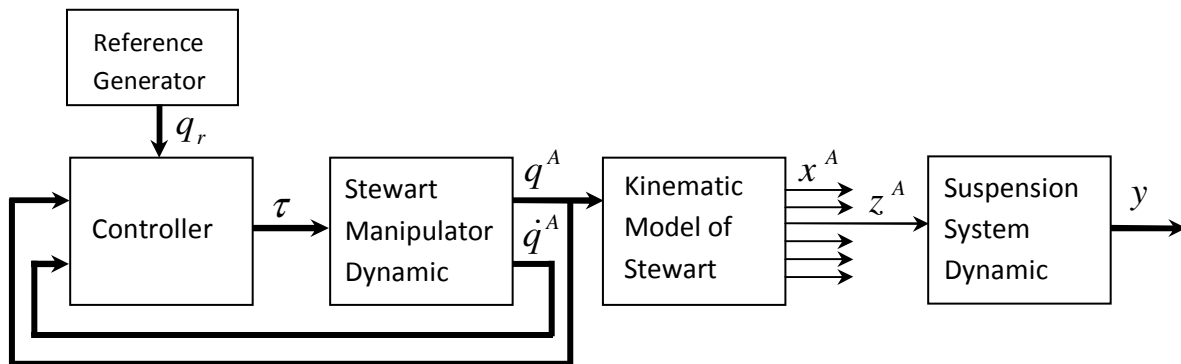 Reference
Generator
q_r
Controller
τ
Stewart
Manipulator
Dynamic
q^A
q̇^A
Kinematic
Model of
Stewart
x^A
z^A
Suspension
System
Dynamic
y